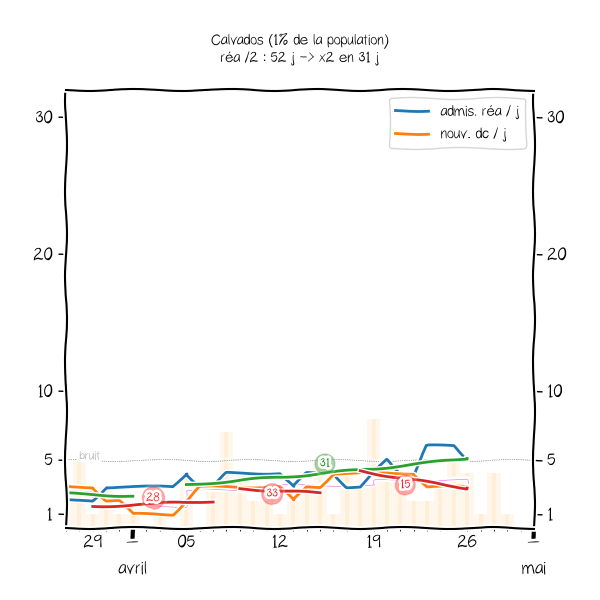 Calvados (1% de la population)
réa /2 : 52 j -> x2 en 31 j
admis. réa / j
nouv. dc / j
30
30
20
20
10
10
5
bruit
5
31
28
33
15
1
1
29
05
12
19
26
avril
mai